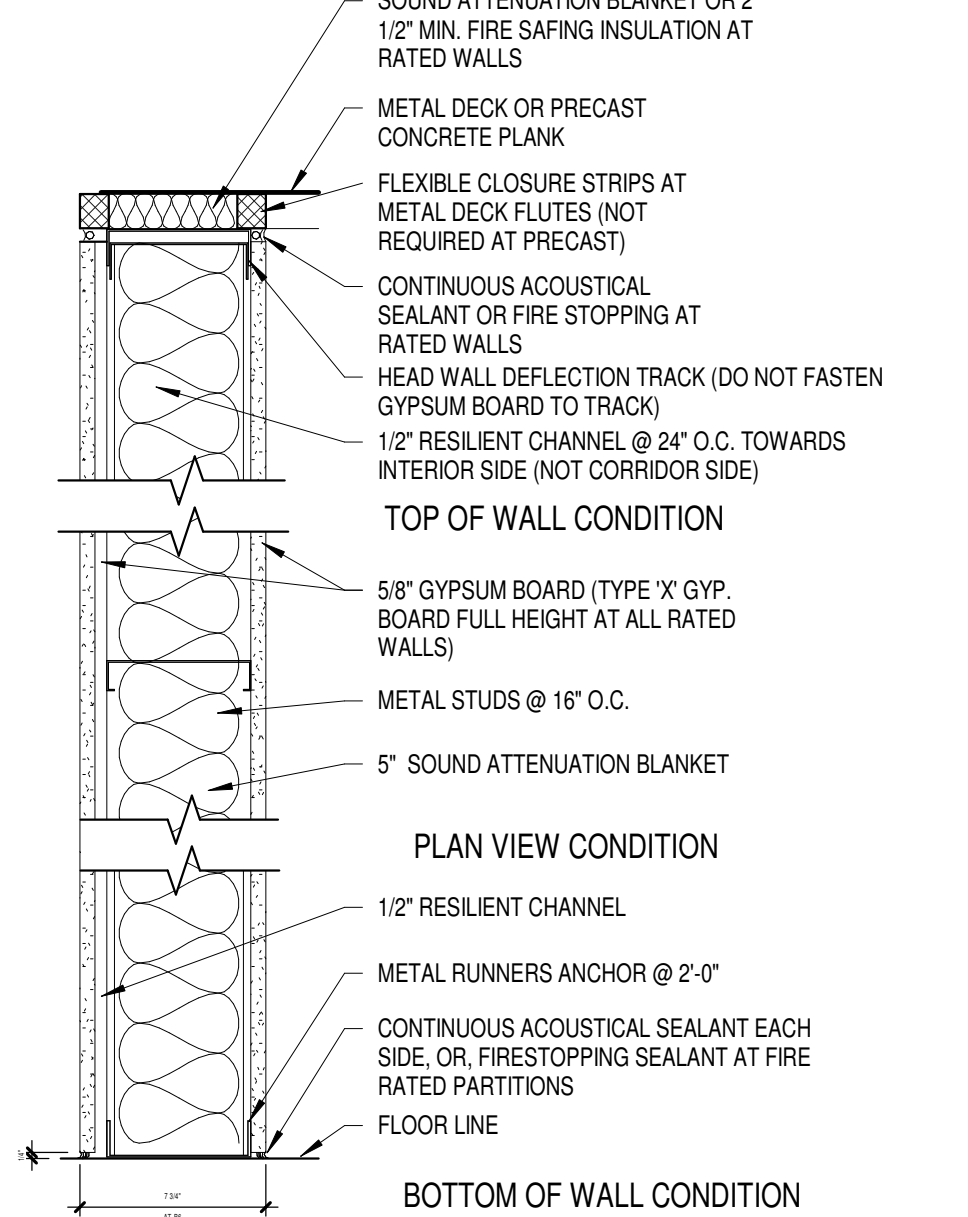 SOUND ATTENUATION BLANKET OR 2
1/2" MIN. FIRE SAFING INSULATION AT
RATED WALLS
METAL DECK OR PRECAST
CONCRETE PLANK
FLEXIBLE CLOSURE STRIPS AT
METAL DECK FLUTES (NOT
REQUIRED AT PRECAST)
CONTINUOUS ACOUSTICAL
SEALANT OR FIRE STOPPING AT
RATED WALLS
HEAD WALL DEFLECTION TRACK (DO NOT FASTEN
GYPSUM BOARD TO TRACK)
1/2" RESILIENT CHANNEL @ 24" O.C. TOWARDS
INTERIOR SIDE (NOT CORRIDOR SIDE)
TOP OF WALL CONDITION
5/8" GYPSUM BOARD (TYPE 'X' GYP.
BOARD FULL HEIGHT AT ALL RATED
WALLS)
METAL STUDS @ 16" O.C.
5" SOUND ATTENUATION BLANKET
PLAN VIEW CONDITION
1/2" RESILIENT CHANNEL
METAL RUNNERS ANCHOR @ 2'-0"
CONTINUOUS ACOUSTICAL SEALANT EACH
SIDE, OR, FIRESTOPPING SEALANT AT FIRE
RATED PARTITIONS
FLOOR LINE
1/4"
7 3/4"
BOTTOM OF WALL CONDITION